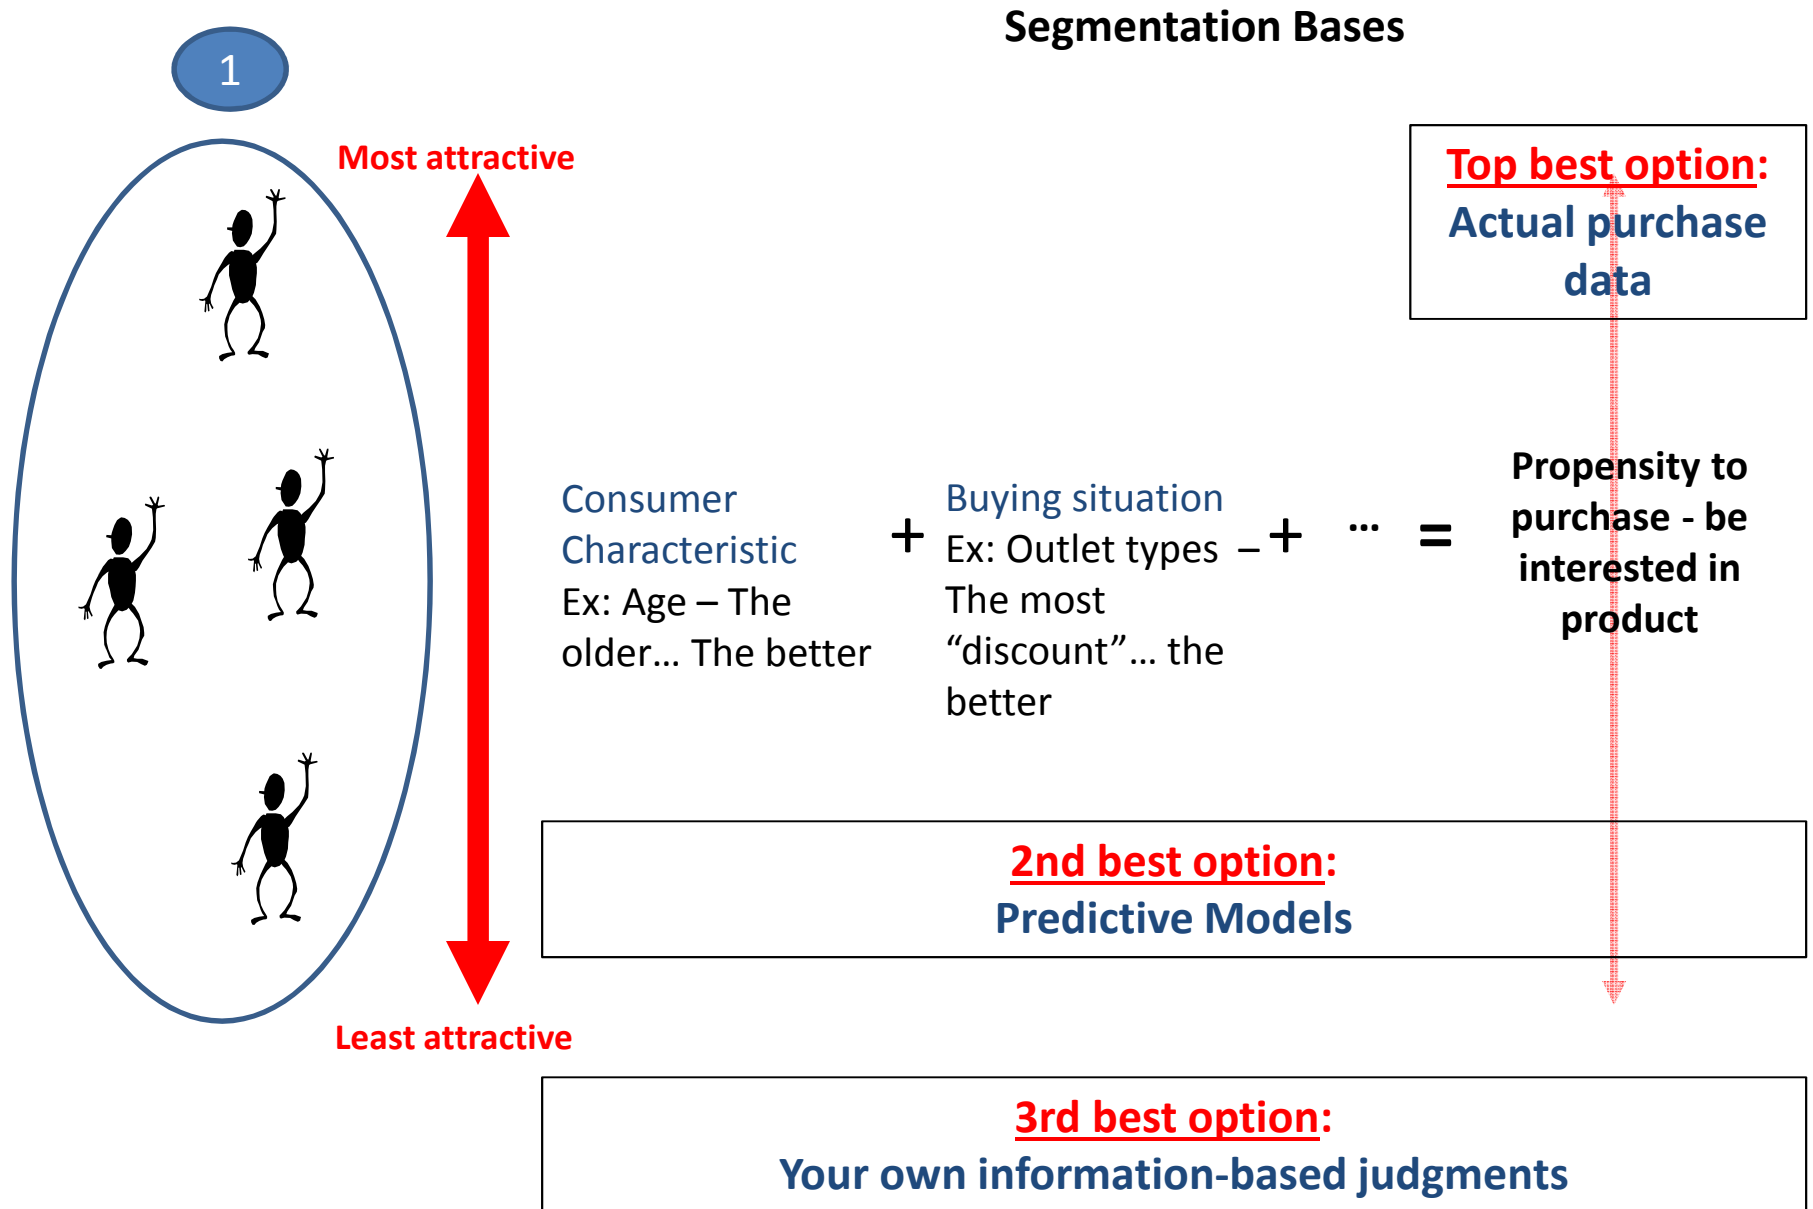 Segmentation Bases
1
Most attractive
Top best option:
Actual purchase
data
Consumer
Characteristic
Ex: Age – The
older... The better
+
Buying situation
Ex: Outlet types –
The most
“discount”... the
better
+
...
=
Propensity to
purchase - be
interested in
product
2nd best option:
Predictive Models
Least attractive
3rd best option:
Your own information-based judgments